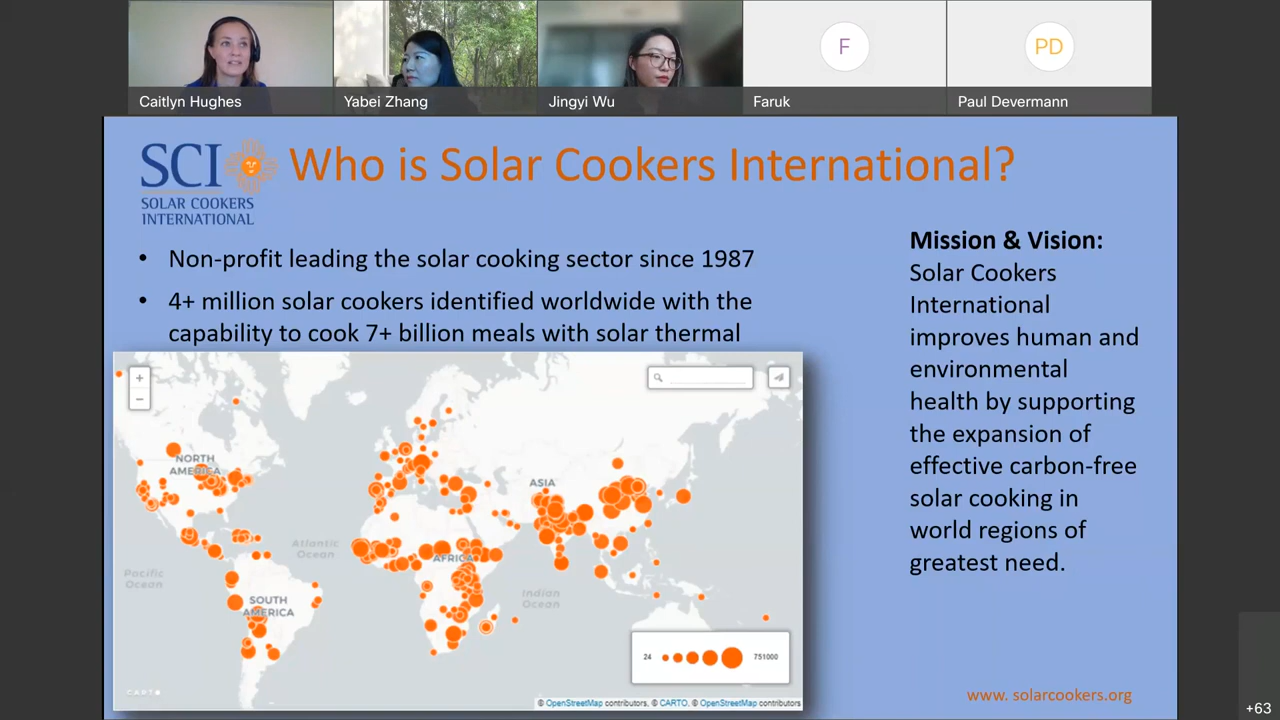 Caitlyn Hughes
Yabei Zhang
Jingyi Wu
F
Faruk
PD
Paul Devermann
SCI
SOLAR COOKERS
INTERNATIONAL
Who is Solar Cookers International?
• Non-profit leading the solar cooking sector since 1987
• 4+ million solar cookers identified worldwide with the
capability to cook 7+ billion meals with solar thermal
Mission & Vision:
Solar Cookers
International
improves human and
environmental
health by supporting
the expansion of
effective carbon-free
solar cooking in
world regions of
greatest need.
+
−
NORTH
AMERICA
ASIA
Atlantic
Ocean
AFRICA
Pacific
Ocean
SOUTH
AMERICA
Indian
Ocean
24
751000
CARTO
© OpenStreetMap contributors, © CARTO, © OpenStreetMap contributors
www. solarcookers.org
+63